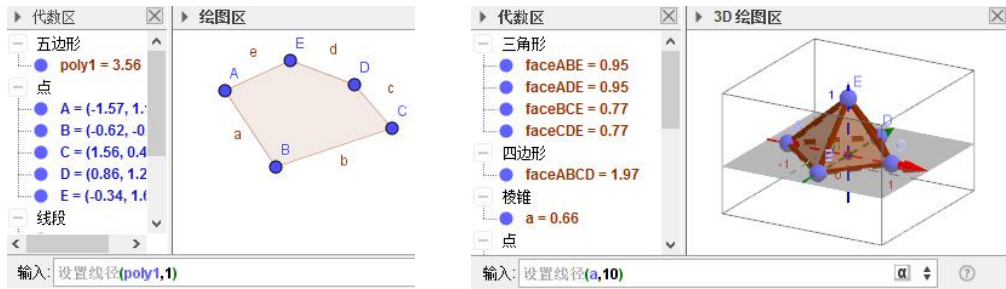 代数区
五边形
poly1 = 3.56
点
A = (-1.57, 1.
B = (-0.62, -0
C = (1.56, 0.4
D = (0.86, 1.2
E = (-0.34, 1.6
线段
输入: 设置线径(poly1,1)
绘图区
E
e
d
A
D
c
C
a
B
b
代数区
三角形
faceABE = 0.95
faceADE = 0.95
faceBCE = 0.77
faceCDE = 0.77
四边形
faceABCD = 1.97
棱锥
a = 0.66
点
输入: 设置线径(a,10)
α
3D 绘图区
1
E
D
-1
0
1